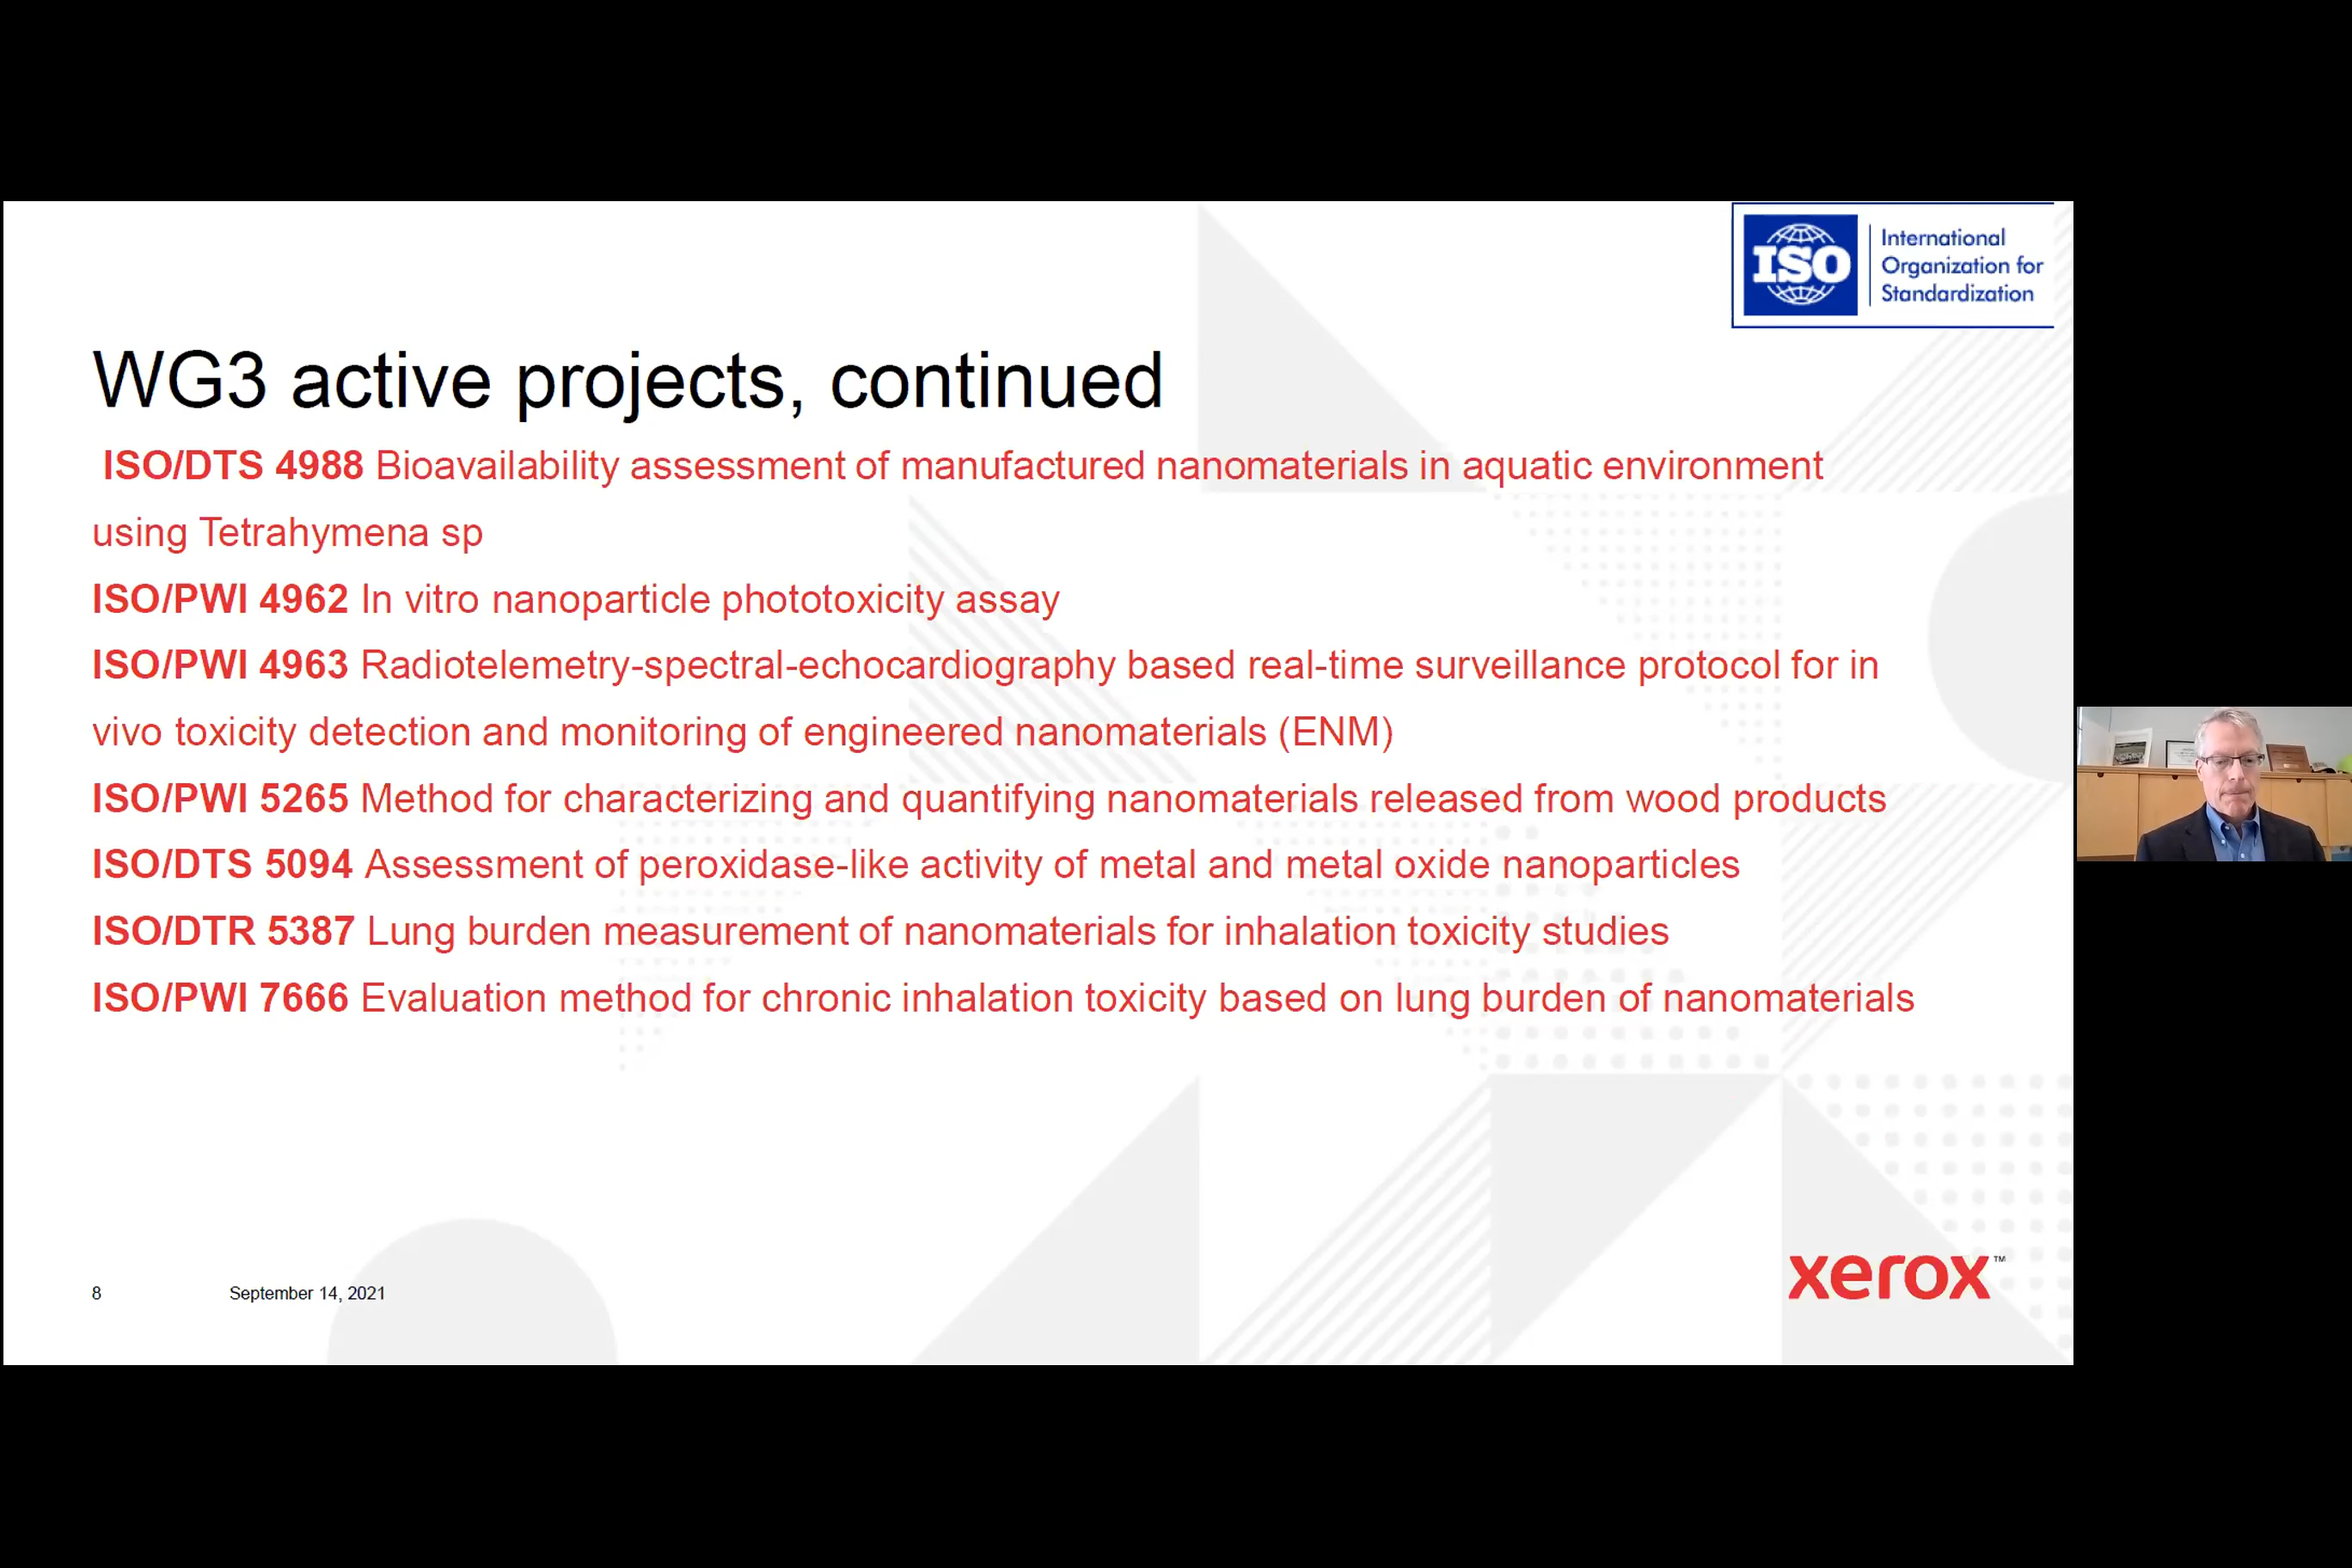 ISO
International
Organization for
Standardization
WG3 active projects, continued
ISO/DTS 4988 Bioavailability assessment of manufactured nanomaterials in aquatic environment
using Tetrahymena sp
ISO/PWI 4962 In vitro nanoparticle phototoxicity assay
ISO/PWI 4963 Radiotelemetry-spectral-echocardiography based real-time surveillance protocol for in
vivo toxicity detection and monitoring of engineered nanomaterials (ENM)
ISO/PWI 5265 Method for characterizing and quantifying nanomaterials released from wood products
ISO/DTS 5094 Assessment of peroxidase-like activity of metal and metal oxide nanoparticles
ISO/DTR 5387 Lung burden measurement of nanomaterials for inhalation toxicity studies
ISO/PWI 7666 Evaluation method for chronic inhalation toxicity based on lung burden of nanomaterials
8 September 14, 2021
xerox™